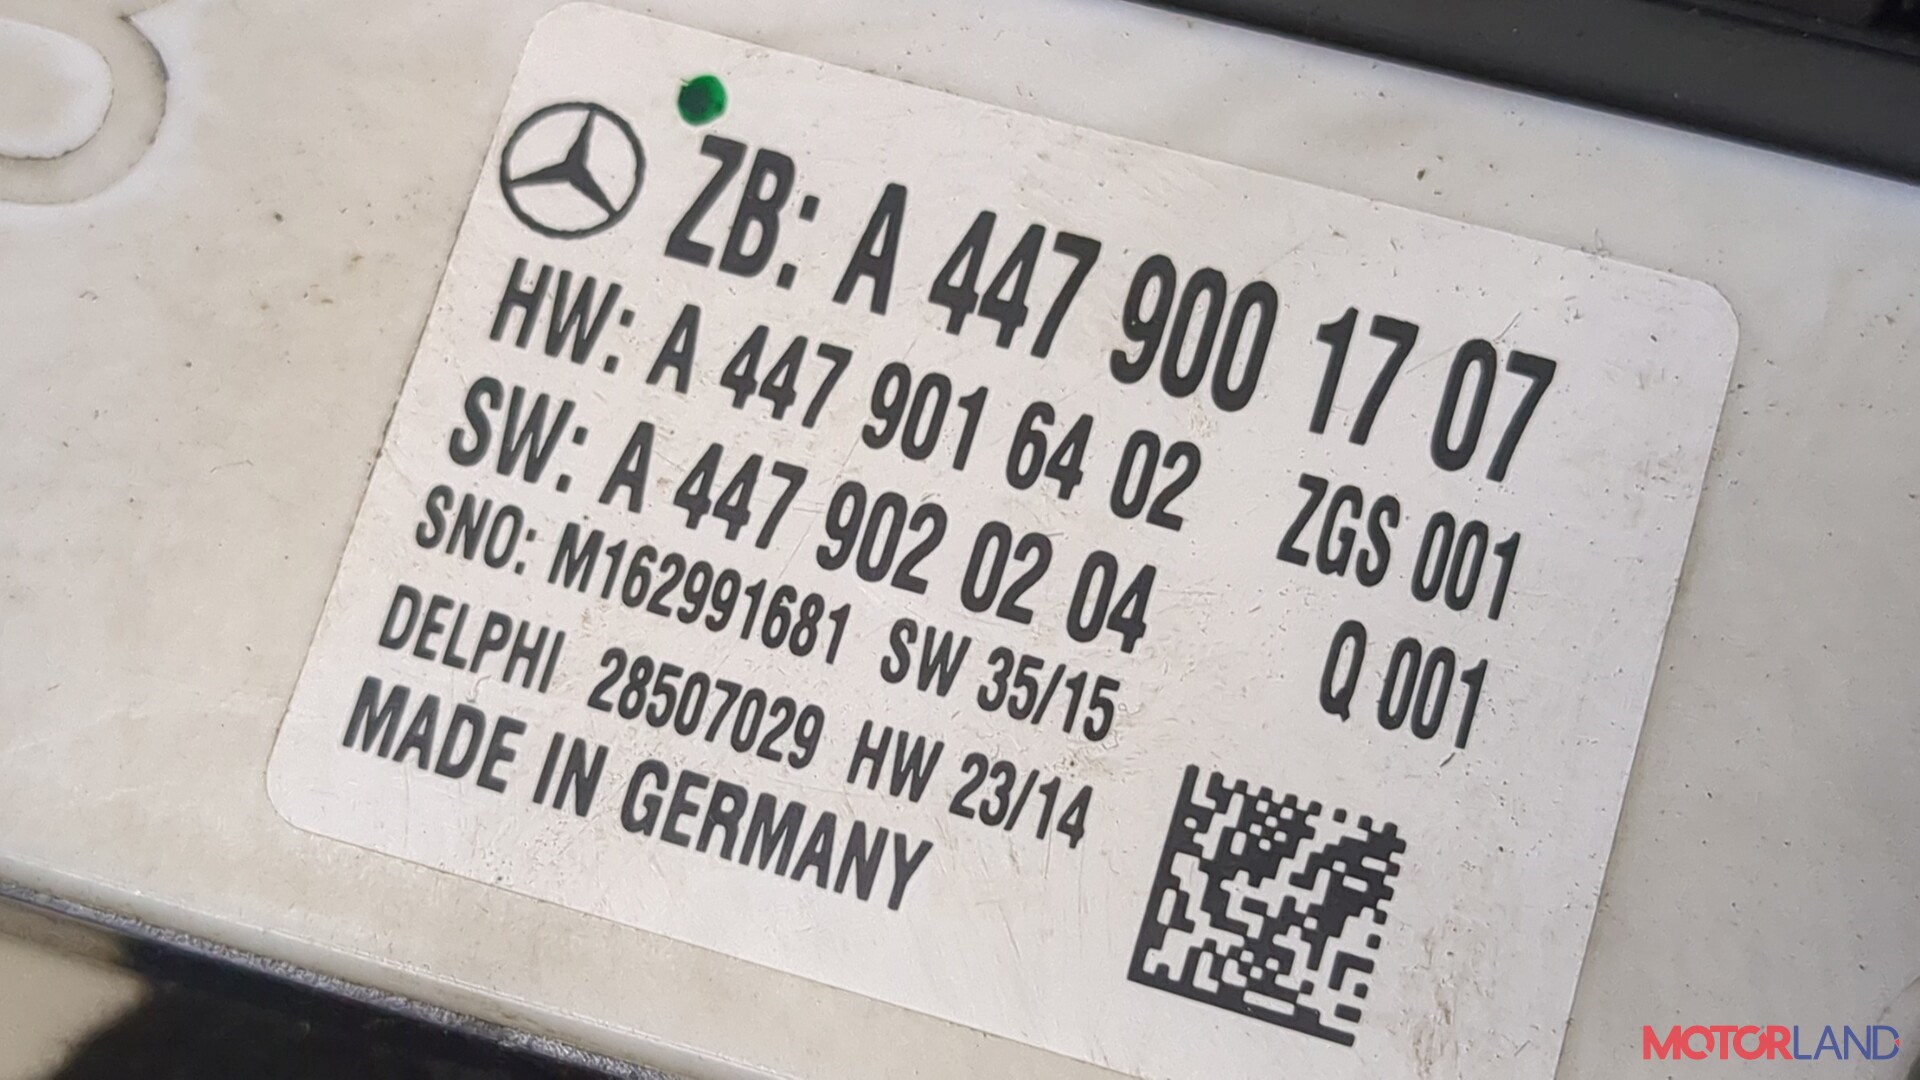 ZB: A 447 900 17 07
HW: A 447 901 64 02 ZGS 001
SW: A 447 902 02 04 Q 001
SNO: M162991681 SW 35/15
DELPHI 28507029 HW 23/14
MADE IN GERMANY
MOTORLAND